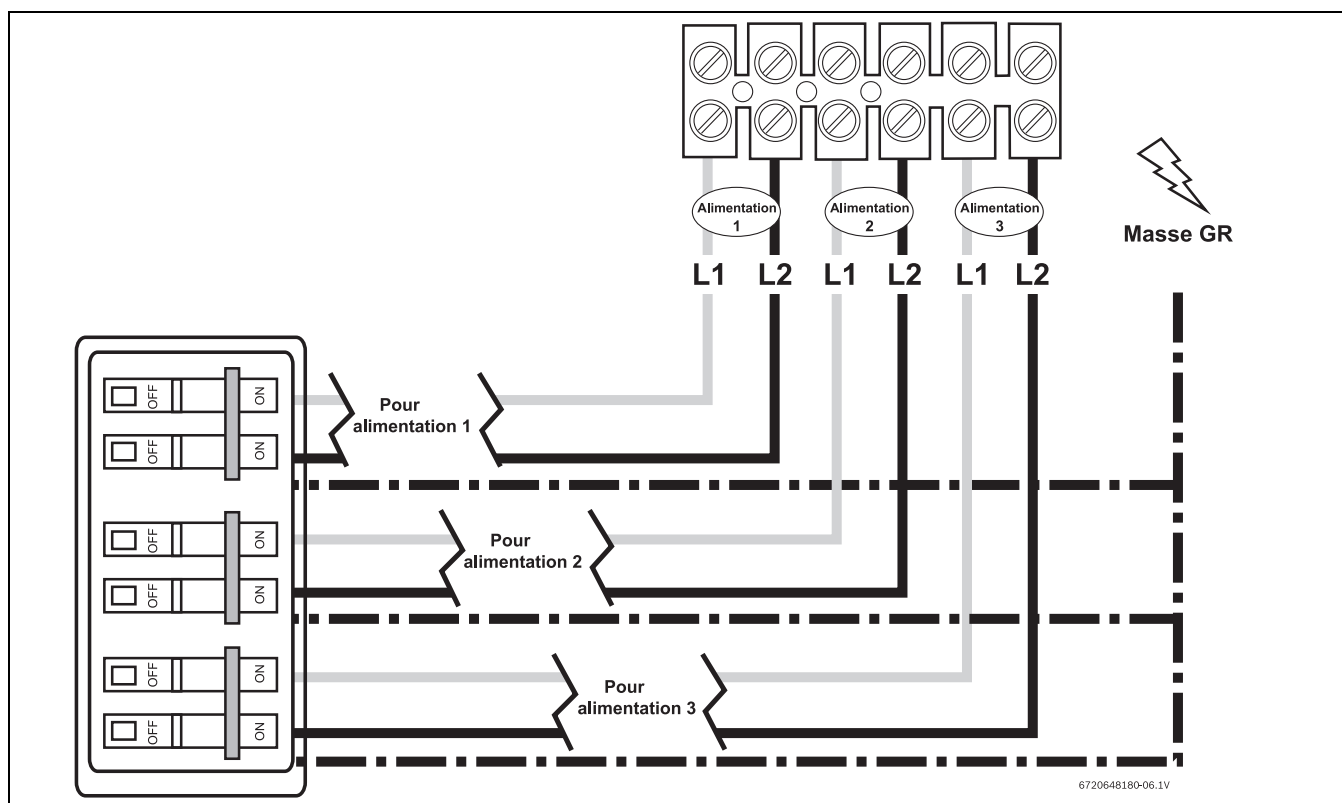 Alimentation
1
Alimentation
2
Alimentation
3
Masse GR
L1
L2
L1
L2
L1
L2
OFF
ON
Pour
alimentation 1
OFF
ON
OFF
ON
Pour
alimentation 2
OFF
ON
OFF
ON
Pour
alimentation 3
OFF
ON
6720648180-06.1V